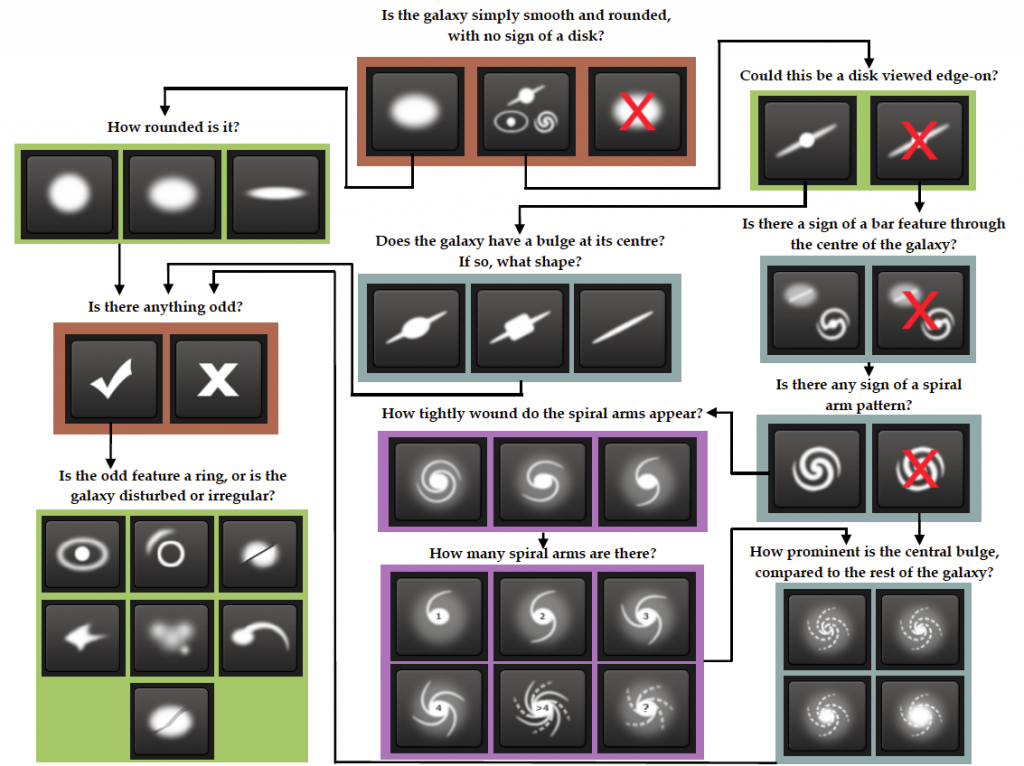 Is the galaxy simply smooth and rounded,
with no sign of a disk?
Could this be a disk viewed edge-on?
How rounded is it?
Is there a sign of a bar feature through
the centre of the galaxy?
Does the galaxy have a bulge at its centre?
If so, what shape?
Is there anything odd?
Is there any sign of a spiral
arm pattern?
How tightly wound do the spiral arms appear?
Is the odd feature a ring, or is the
galaxy disturbed or irregular?
How many spiral arms are there?
How prominent is the central bulge,
compared to the rest of the galaxy?
1
2
3
4
>4
?